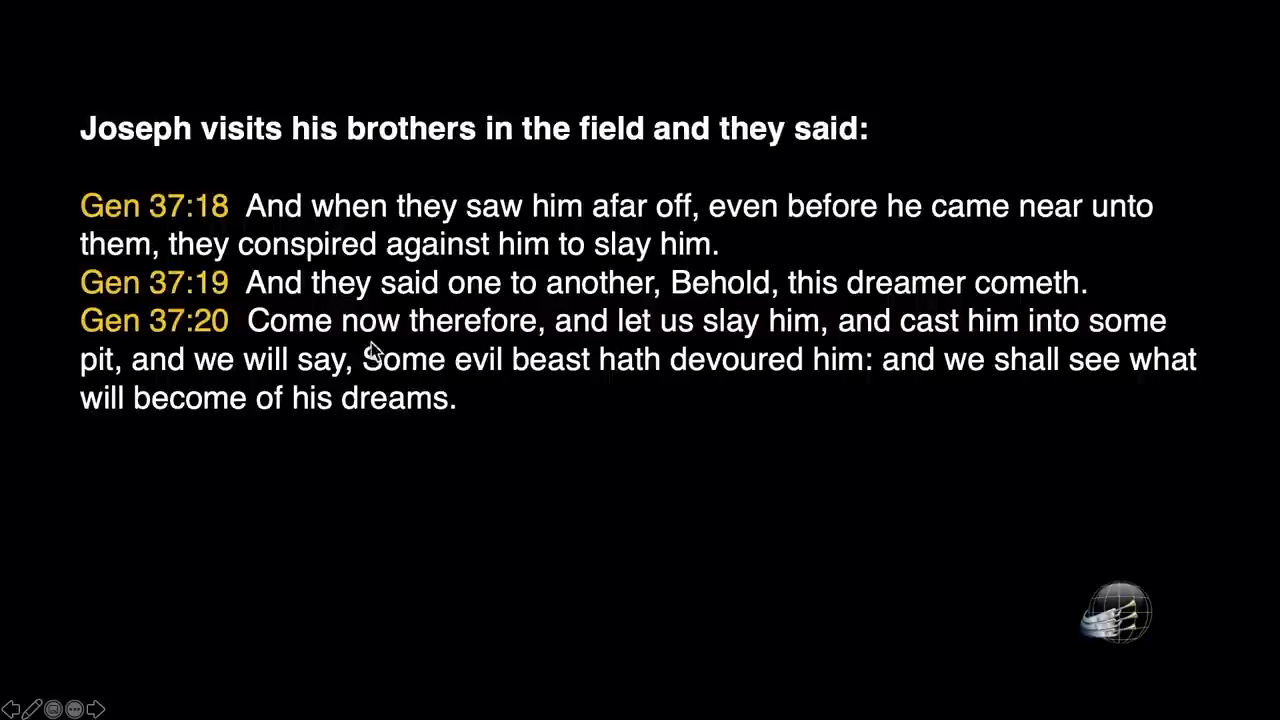 Joseph visits his brothers in the field and they said:
Gen 37:18  And when they saw him afar off, even before he came near unto
them, they conspired against him to slay him.
Gen 37:19  And they said one to another, Behold, this dreamer cometh.
Gen 37:20  Come now therefore, and let us slay him, and cast him into some
pit, and we will say, Some evil beast hath devoured him: and we shall see what
will become of his dreams.